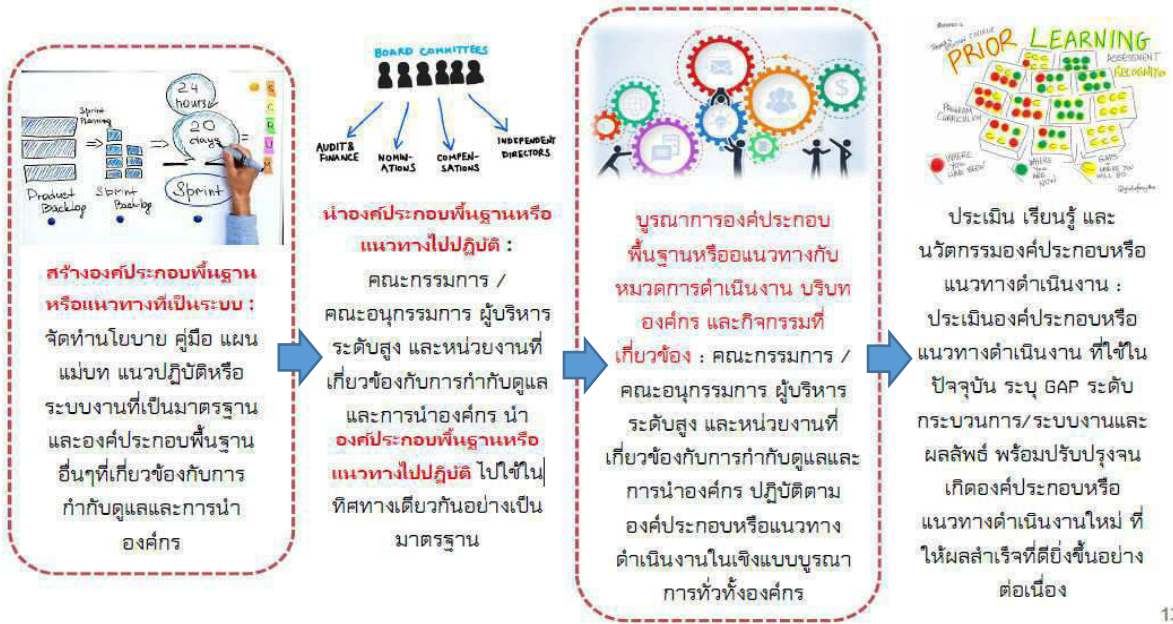 24
hours
Sprint
Planning
20
days
=
S
C
R
U
M
Product
Backlog
Sprint
Backlog
Sprint
สร้างองค์ประกอบพื้นฐาน
หรือแนวทางที่เป็นระบบ :
จัดทำนโยบาย คู่มือ แผน
แม่บท แนวปฏิบัติหรือ
ระบบงานที่เป็นมาตรฐาน
และองค์ประกอบพื้นฐาน
อื่นๆที่เกี่ยวข้องกับการ
กำกับดูแลและการนำ
องค์กร
BOARD COMMITTEES
AUDIT &
FINANCE
NOMIN-
ATIONS
COMPEN-
SATIONS
INDEPENDENT
DIRECTORS
นำองค์ประกอบพื้นฐานหรือ
แนวทางไปปฏิบัติ :
คณะกรรมการ /
คณะอนุกรรมการ ผู้บริหาร
ระดับสูง และหน่วยงานที่
เกี่ยวข้องกับการกำกับดูแล
และการนำองค์กร นำ
องค์ประกอบพื้นฐานหรือ
แนวทางไปปฏิบัติ ไปใช้ใน
ทิศทางเดียวกันอย่างเป็น
มาตรฐาน
$
บูรณาการองค์ประกอบ
พื้นฐานหรืออแนวทางกับ
หมวดการดำเนินงาน บริบท
องค์กร และกิจกรรมที่
เกี่ยวข้อง : คณะกรรมการ /
คณะอนุกรรมการ ผู้บริหาร
ระดับสูง และหน่วยงานที่
เกี่ยวข้องกับการกำกับดูแลและ
การนำองค์กร ปฏิบัติตาม
องค์ประกอบหรือแนวทาง
ดำเนินงานในเชิงแบบบูรณา
การทั่วทั้งองค์กร
PRIOR LEARNING
ASSESSMENT
RECOGNITION
PROGRAM
CURRICULUM
WHERE
YOU
HAVE BEEN
WHERE
YOU
ARE
NOW
GAPS
WHERE YOU
WILL GO
ประเมิน เรียนรู้ และ
นวัตกรรมองค์ประกอบหรือ
แนวทางดำเนินงาน :
ประเมินองค์ประกอบหรือ
แนวทางดำเนินงาน ที่ใช้ใน
ปัจจุบัน ระบุ GAP ระดับ
กระบวนการ/ระบบงานและ
ผลลัพธ์ พร้อมปรับปรุงจน
เกิดองค์ประกอบหรือ
แนวทางดำเนินงานใหม่ ที่
ให้ผลสำเร็จที่ดียิ่งขึ้นอย่าง
ต่อเนื่อง